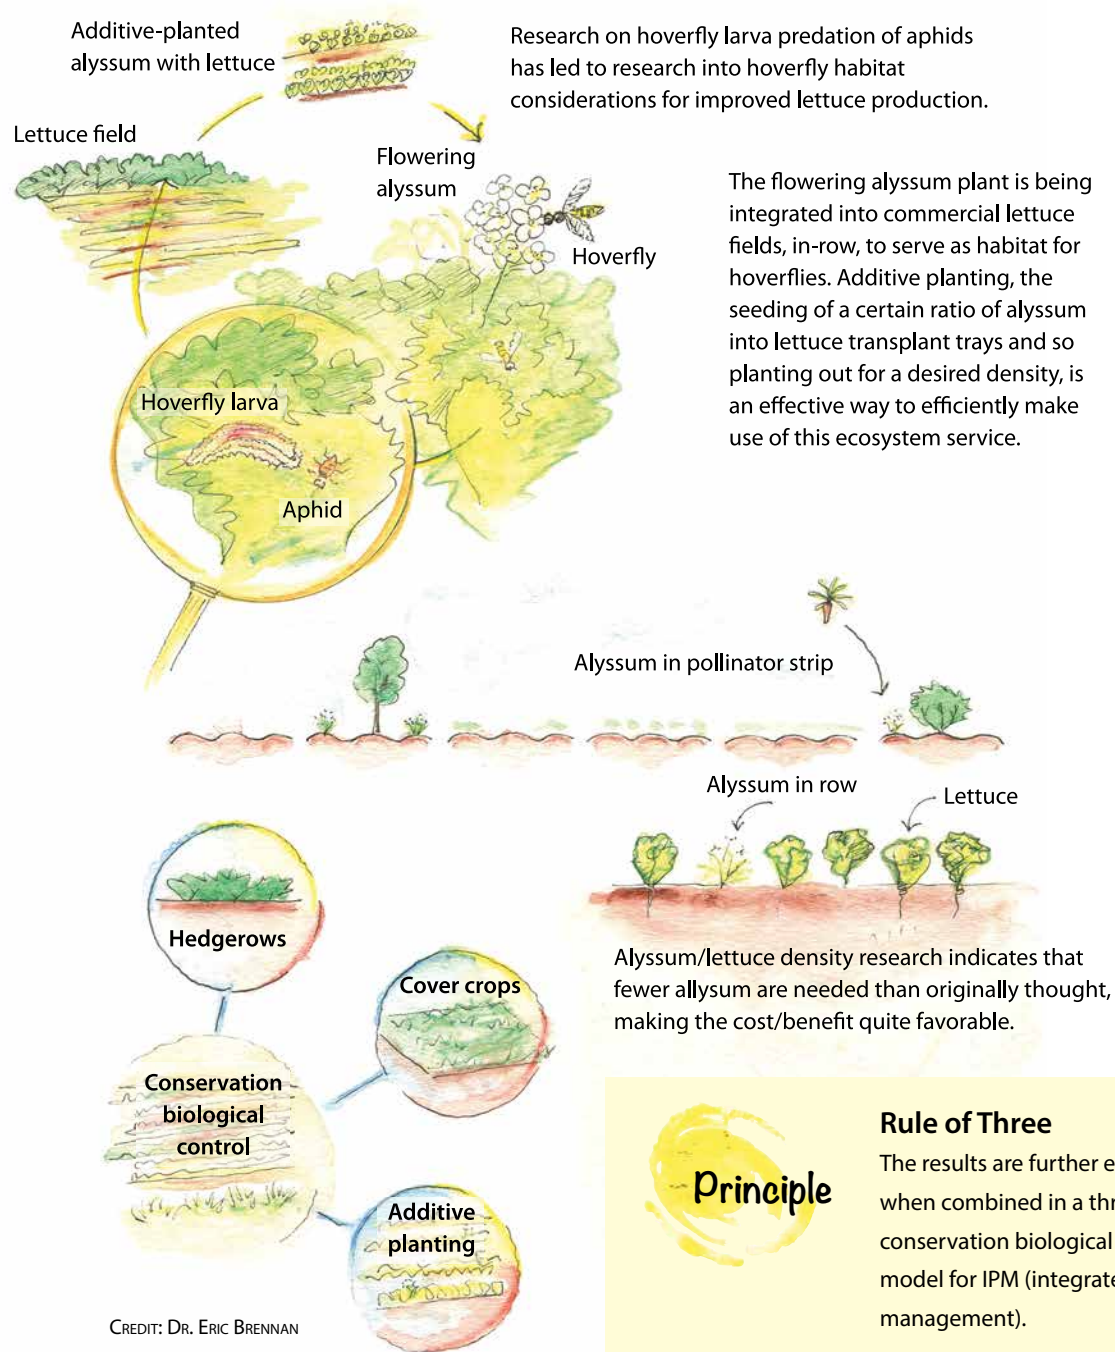 Additive-planted
alyssum with lettuce
Research on hoverfly larva predation of aphids
has led to research into hoverfly habitat
considerations for improved lettuce production.
Lettuce field
Flowering
alyssum
Hoverfly
The flowering alyssum plant is being
integrated into commercial lettuce
fields, in-row, to serve as habitat for
hoverflies. Additive planting, the
seeding of a certain ratio of alyssum
into lettuce transplant trays and so
planting out for a desired density, is
an effective way to efficiently make
use of this ecosystem service.
Hoverfly larva
Aphid
Alyssum in pollinator strip
Alyssum in row
Lettuce
Alyssum/lettuce density research indicates that
fewer allysum are needed than originally thought,
making the cost/benefit quite favorable.
Hedgerows
Cover crops
Conservation
biological
control
Additive
planting
Principle
Rule of Three
The results are further e
when combined in a thr
conservation biological
model for IPM (integrate
management).
CREDIT: DR. ERIC BRENNAN